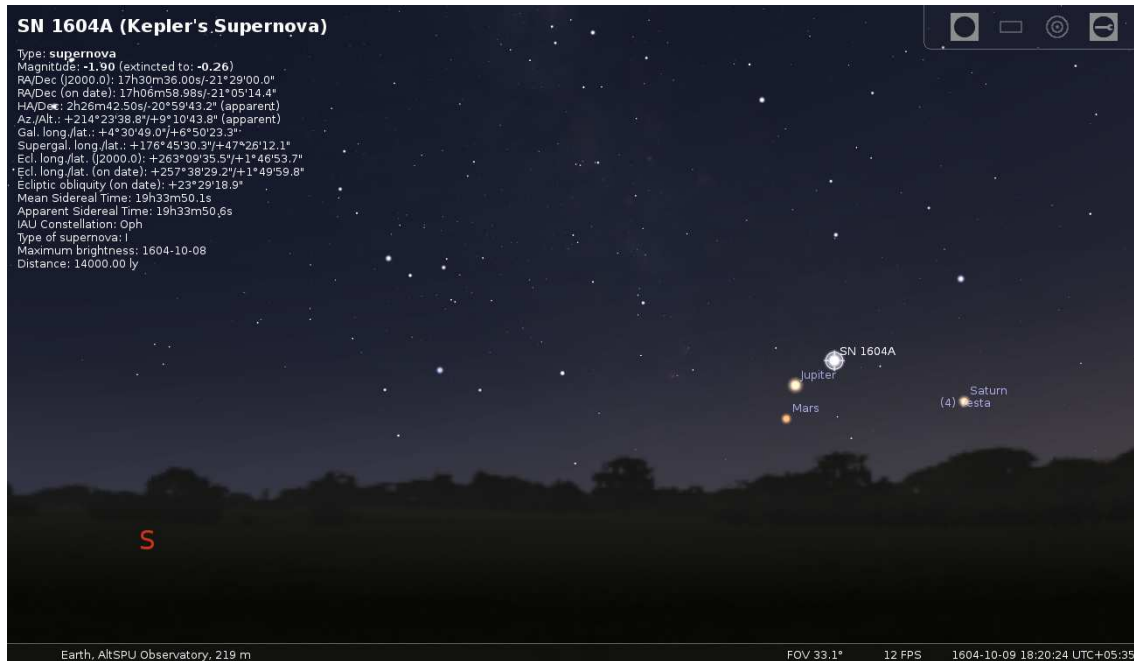 SN 1604A (Kepler's Supernova)
Type: supernova
Magnitude: -1.90 (extincted to: -0.26)
RA/Dec (J2000.0): 17h30m36.00s/-21°29'00.0"
RA/Dec (on date): 17h06m58.98s/-21°05'14.4"
HA/Dec: 2h26m42.50s/-20°59'43.2" (apparent)
Az./Alt.: +214°23'38.8"/+9°10'43.8" (apparent)
Gal. long./lat.: +4°30'49.0"/+6°50'23.3"
Supergal. long./lat.: +176°45'30.3"/+47°26'12.1"
Ecl. long./lat. (J2000.0): +263°09'35.5"/+1°46'53.7"
Ecl. long./lat. (on date): +257°38'29.2"/+1°49'59.8"
Ecliptic obliquity (on date): +23°29'18.9"
Mean Sidereal Time: 19h33m50.1s
Apparent Sidereal Time: 19h33m50.6s
IAU Constellation: Oph
Type of supernova: I
Maximum brightness: 1604-10-08
Distance: 14000.00 ly
SN 1604A
Jupiter
Saturn
(4)
Mars
S
Earth, AltSPU Observatory, 219 m
FOV 33.1°
12 FPS
1604-10-09 18:20:24 UTC+05:35